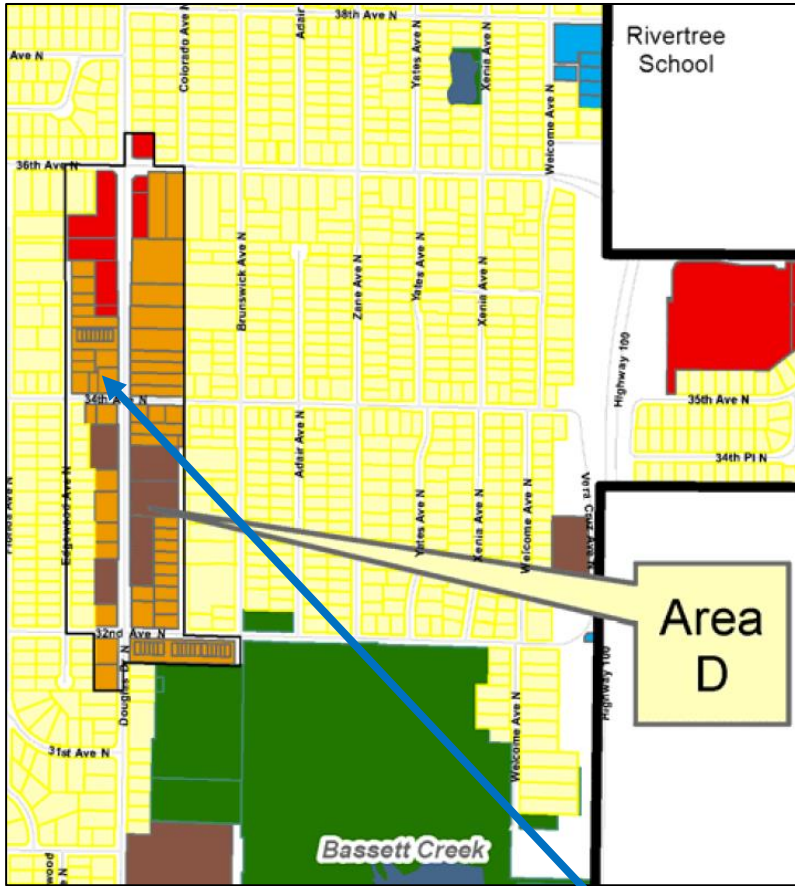 38th Ave N
Ave N
Colorado Ave N
Adair
Yates Ave N
Xenia Ave N
Welcome Ave N
Rivertree
School
36th Ave N
Brunswick Ave N
Zane Ave N
Yates Ave N
Xenia Ave N
Highway 100
35th Ave N
34th Ave N
34th Pl N
Florida Ave N
Edgewood Ave N
Adair Ave N
Yates Ave N
Xenia Ave N
Welcome Ave N
Vera Cruz Ave N
Area
D
32nd Ave N
Douglas Dr N
Highway 100
Welcome Ave N
31st Ave N
wood
Bassett Creek